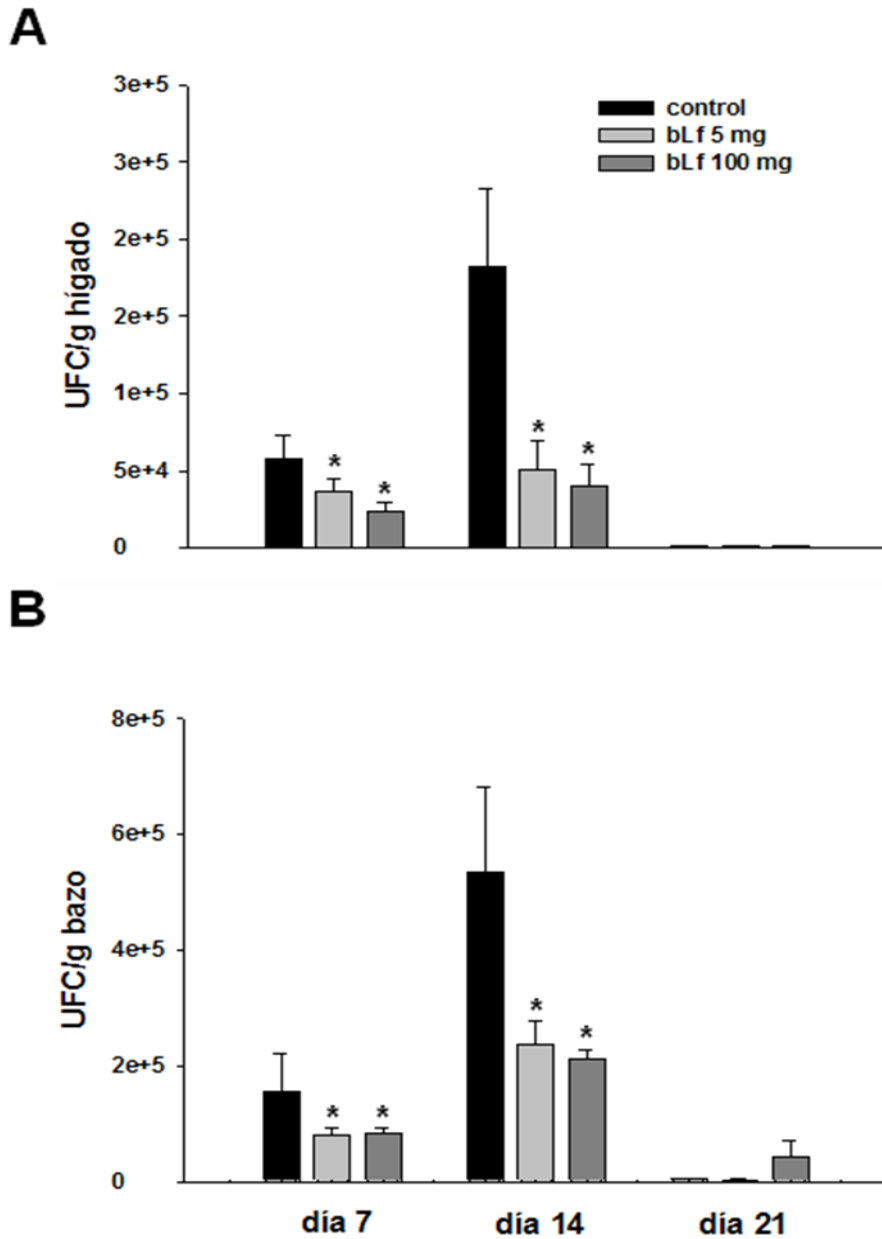 A
3e+5
3e+5
2e+5
2e+5
1e+5
5e+4
0
UFC/g hígado
control
bLf 5 mg
bLf 100 mg
* * * *
B
8e+5
6e+5
4e+5
2e+5
0
UFC/g bazo
* * * *
día 7 día 14 día 21